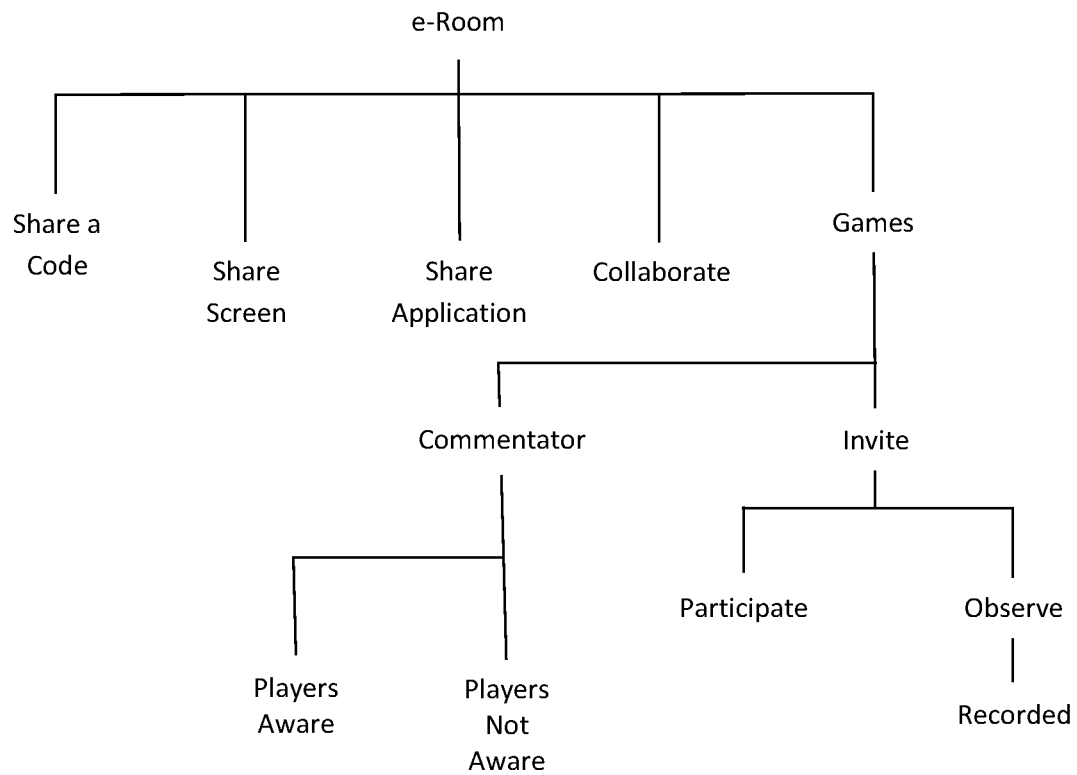 e-Room
Share a
Code
Share
Screen
Share
Application
Collaborate
Games
Commentator
Invite
Players
Aware
Players
Not
Aware
Participate
Observe
Recorded